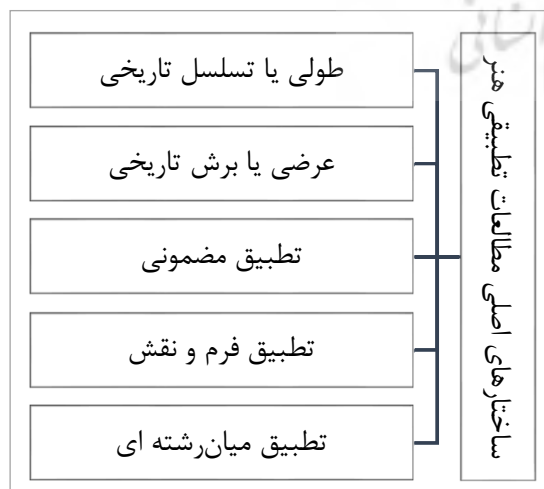 ساختارهای اصلی مطالعات تطبیقی هنر
طولی یا تسلسل تاریخی
عرضی یا برش تاریخی
تطبیق مضمونی
تطبیق فرم و نقش
تطبیق میان‌رشته ای